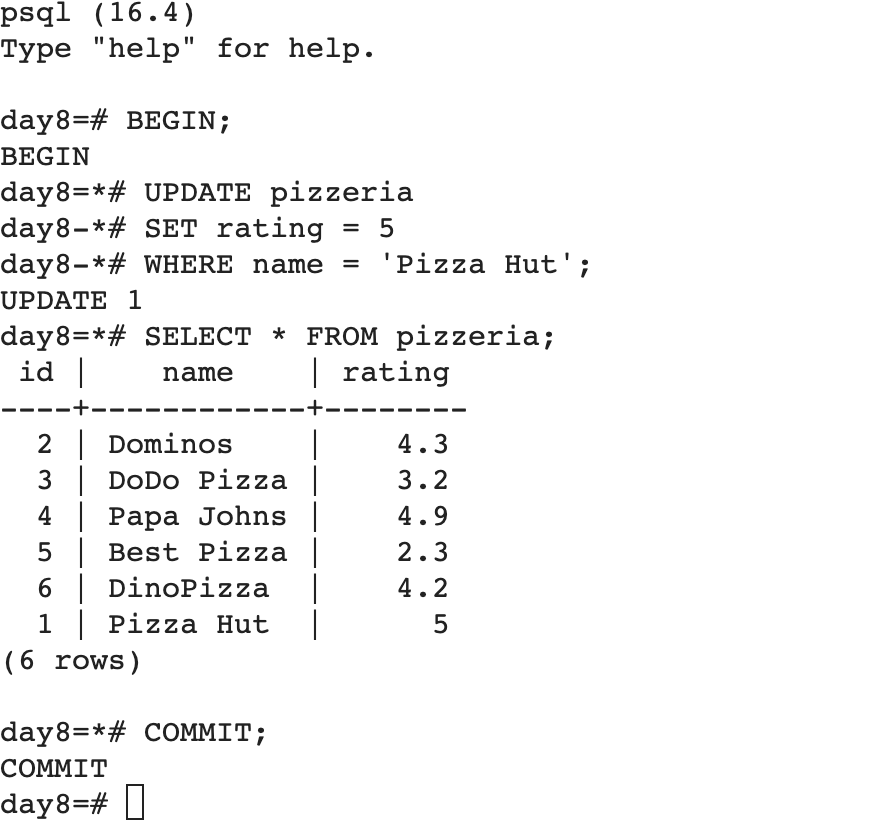 psql (16.4)
Type "help" for help.
day8=# BEGIN;
BEGIN
day8=*# UPDATE pizzeria
day8-*# SET rating = 5
day8-*# WHERE name = 'Pizza Hut';
UPDATE 1
day8=*# SELECT * FROM pizzeria;
 id |    name    | rating
----+------------+--------
  2 | Dominos    |    4.3
  3 | DoDo Pizza |    3.2
  4 | Papa Johns |    4.9
  5 | Best Pizza |    2.3
  6 | DinoPizza  |    4.2
  1 | Pizza Hut  |      5
(6 rows)
day8=*# COMMIT;
COMMIT
day8=#